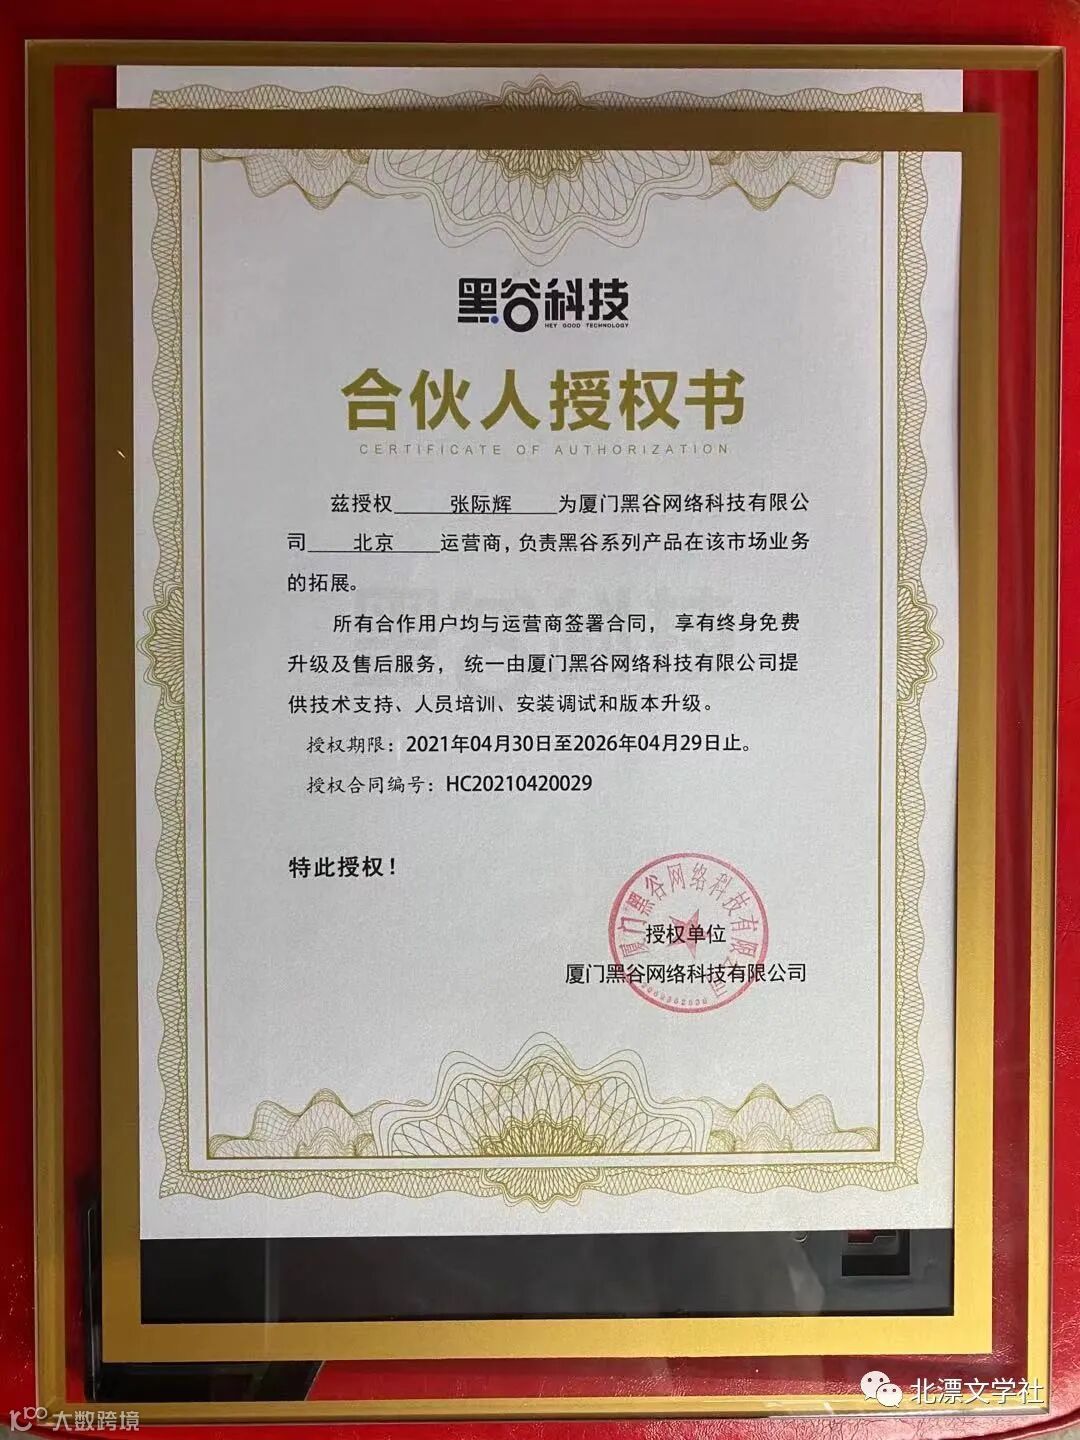 黑谷科技
HEY GOOD TECHNOLOGY
合伙人授权书
CERTIFICATE OF AUTHORIZATION
兹授权 张际辉 为厦门黑谷网络科技有限公
司 北京 运营商，负责黑谷系列产品在该市场业务
的拓展。
所有合作用户均与运营商签署合同，享有终身免费
升级及售后服务，统一由厦门黑谷网络科技有限公司提
供技术支持、人员培训、安装调试和版本升级。
授权期限：2021年04月30日至2026年04月29日止。
授权合同编号：HC20210420029
特此授权！
厦门黑谷网络科技有限公司
授权单位
厦门黑谷网络科技有限公司
北漂文学社
大数跨境